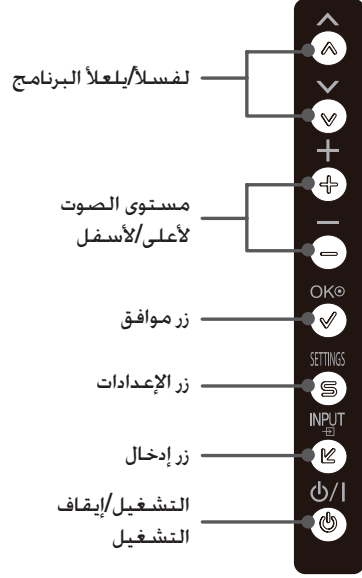 لفسلأ/يلعلأ البرنامج
+
مستوى الصوت
لأعلى/لأسفل
−
OK
زر موافق
SETTINGS
S
زر الإعدادات
INPUT
زر إدخال
⏻/I
التشغيل/إيقاف
التشغيل